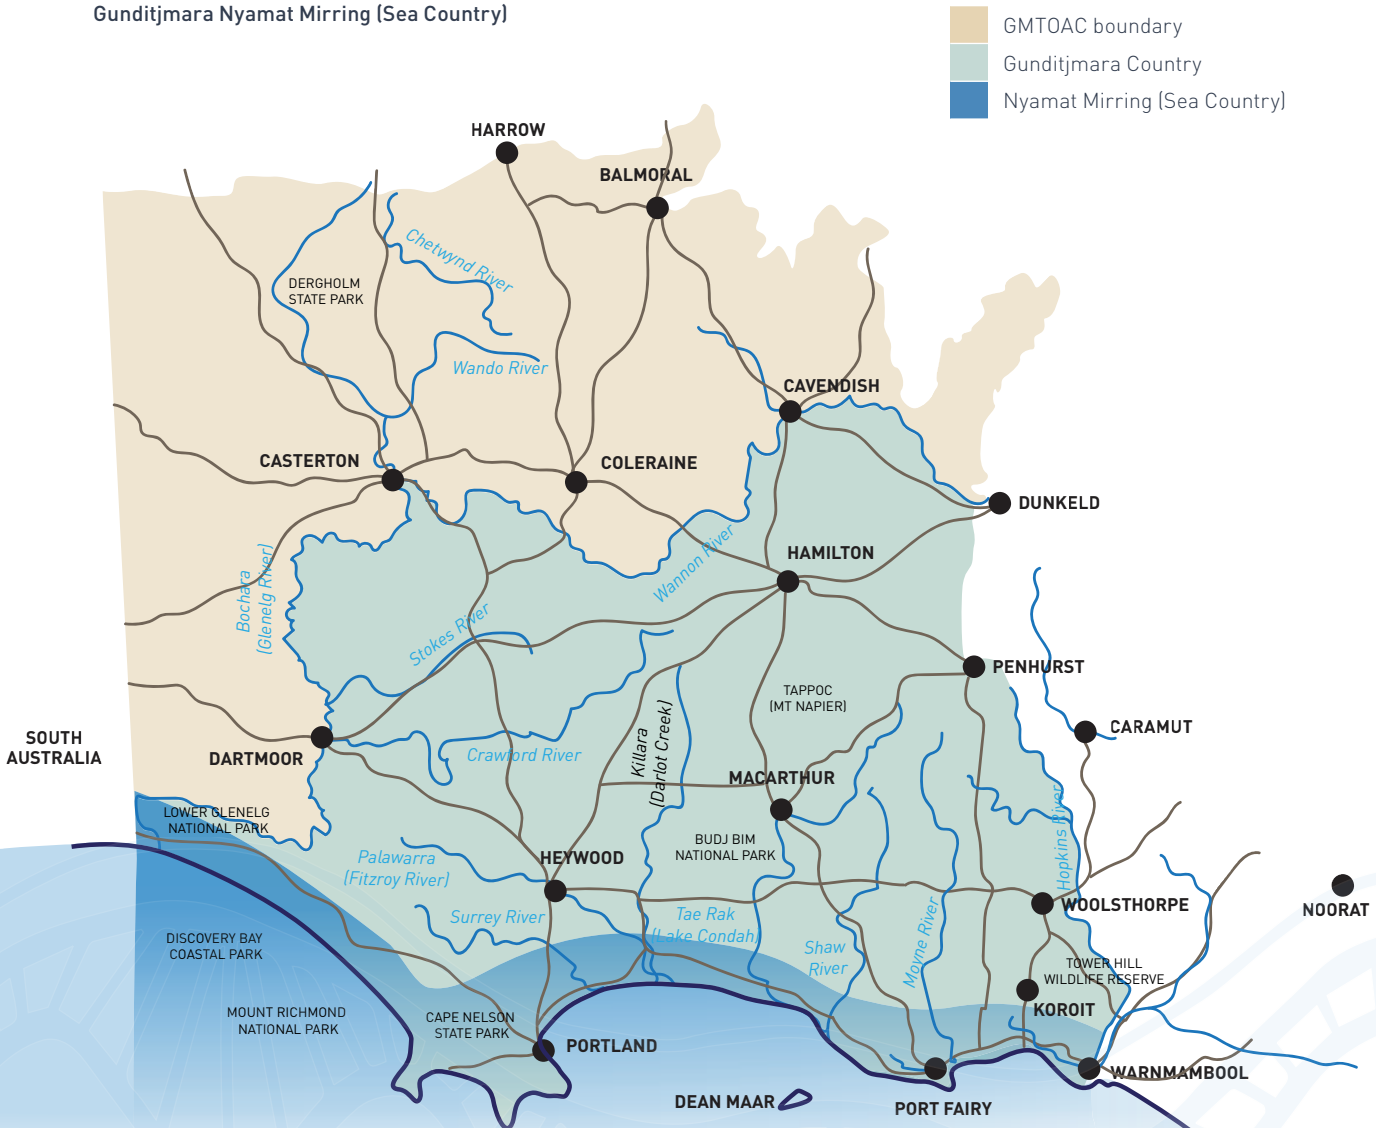 Gunditjmara Nyamat Mirring (Sea Country)
GMTOAC boundary
Gunditjmara Country
Nyamat Mirring (Sea Country)
HARROW
BALMORAL
Chetwynd River
DERGHOLM
STATE PARK
Wando River
CAVENDISH
CASTERTON
COLERAINE
DUNKELD
HAMILTON
Wannon River
Bochara
(Glenelg River)
Stokes River
PENHURST
TAPPOC
(MT NAPIER)
SOUTH
AUSTRALIA
DARTMOOR
Crawford River
Killara
(Darlot Creek)
CARAMUT
MACARTHUR
LOWER GLENELG
NATIONAL PARK
BUDJ BIM
NATIONAL PARK
Hopkins River
Palawarra
(Fitzroy River)
HEYWOOD
NOORAT
WOOLSTHORPE
Surrey River
Tae Rak
(Lake Condah)
Shaw
River
Moyne River
DISCOVERY BAY
COASTAL PARK
TOWER HILL
WILDLIFE RESERVE
KOROIT
MOUNT RICHMOND
NATIONAL PARK
CAPE NELSON
STATE PARK
PORTLAND
WARNMAMBOOL
DEAN MAAR
PORT FAIRY